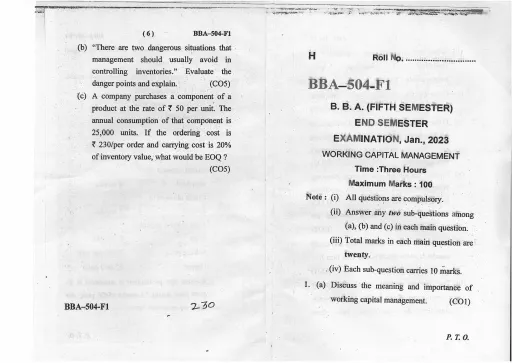 ( 6 )
BBA-504-F1
(b) "There are two dangerous situations that
management should usually avoid in
controlling inventories." Evaluate the
danger points and explain. (CO5)
(c) A company purchases a component of a
product at the rate of ₹ 50 per unit. The
annual consumption of that component is
25,000 units. If the ordering cost is
₹ 230/per order and carrying cost is 20%
of inventory value, what would be EOQ ?
(CO5)
BBA-504-F1
230
H
Roll No. ..............................
BBA-504-F1
B. B. A. (FIFTH SEMESTER)
END SEMESTER
EXAMINATION, Jan., 2023
WORKING CAPITAL MANAGEMENT
Time :Three Hours
Maximum Marks : 100
Note : (i) All questions are compulsory.
(ii) Answer any two sub-questions among
(a), (b) and (c) in each main question.
(iii) Total marks in each main question are
twenty.
(iv) Each sub-question carries 10 marks.
1. (a) Discuss the meaning and importance of
working capital management. (CO1)
P. T. O.